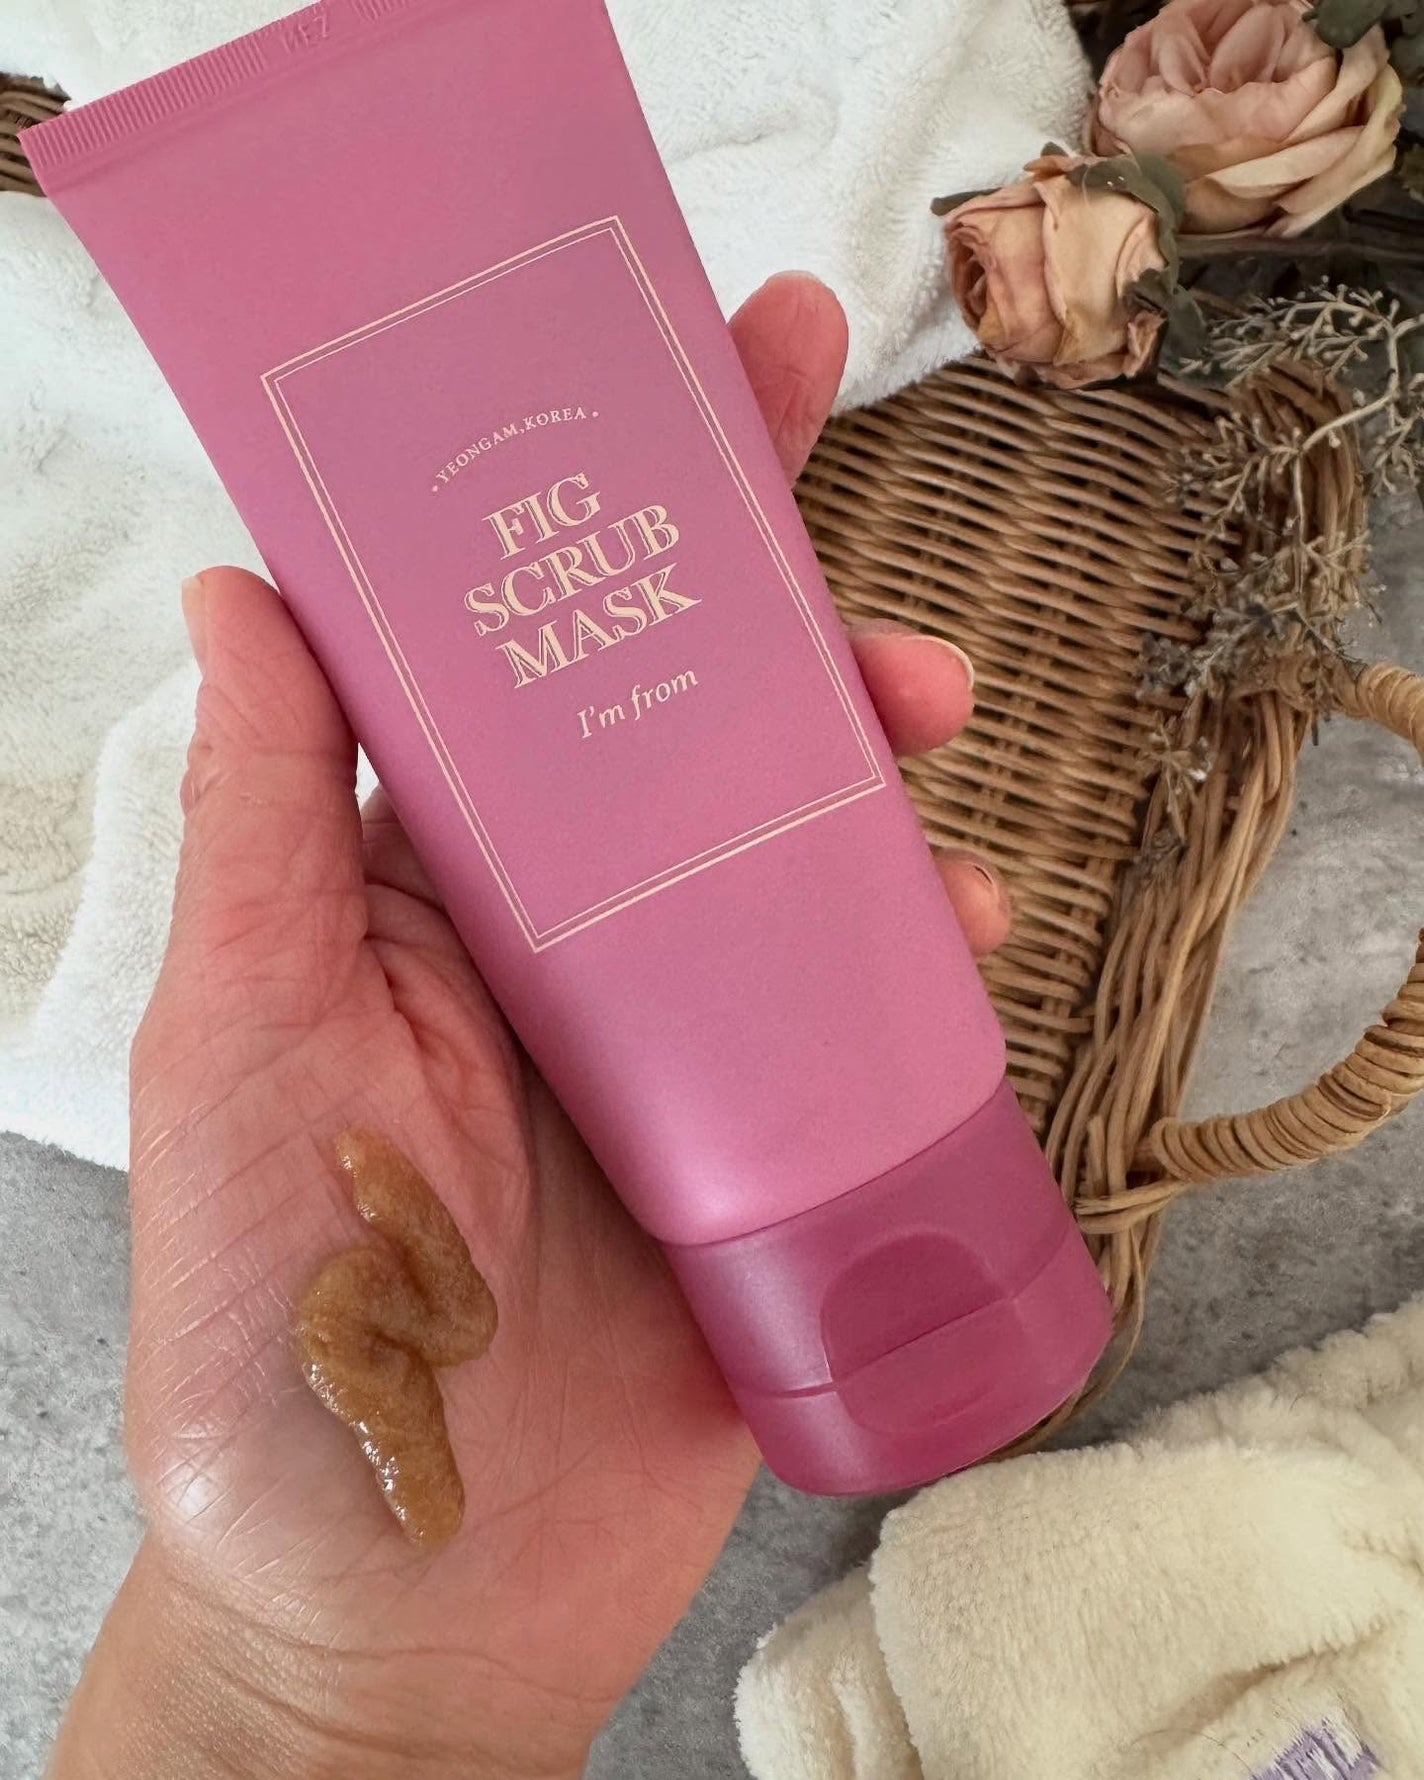 · YEONGAM,KOREA ·
FIG
SCRUB
MASK
I'm from